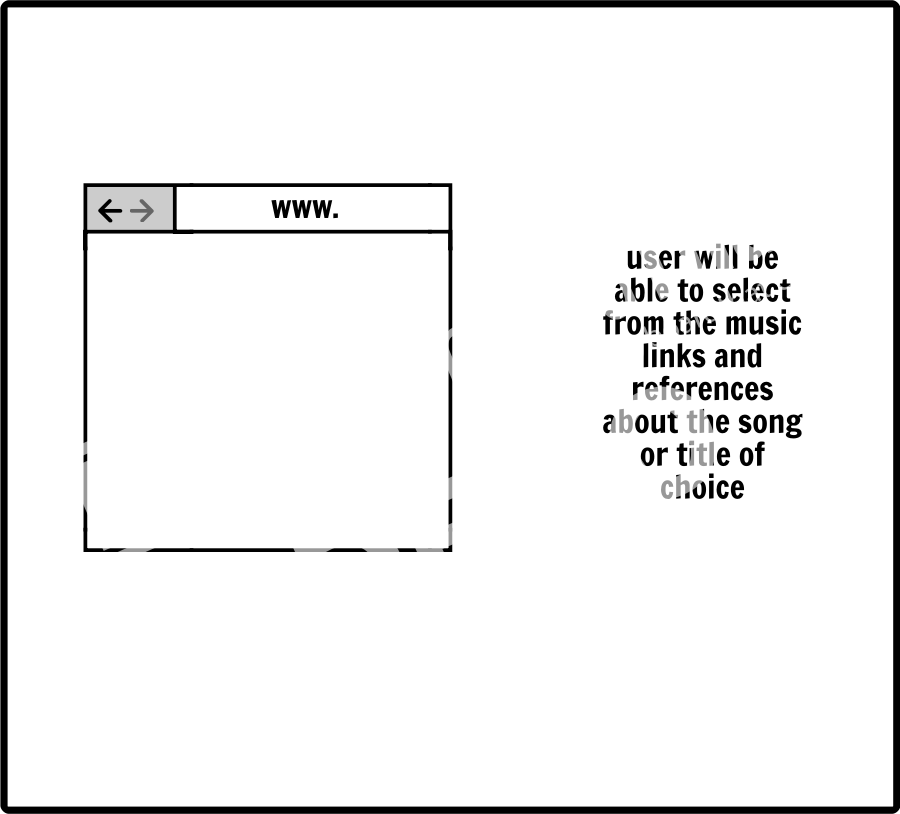 www.
user will be
able to select
from the music
links and
references
about the song
or title of
choice